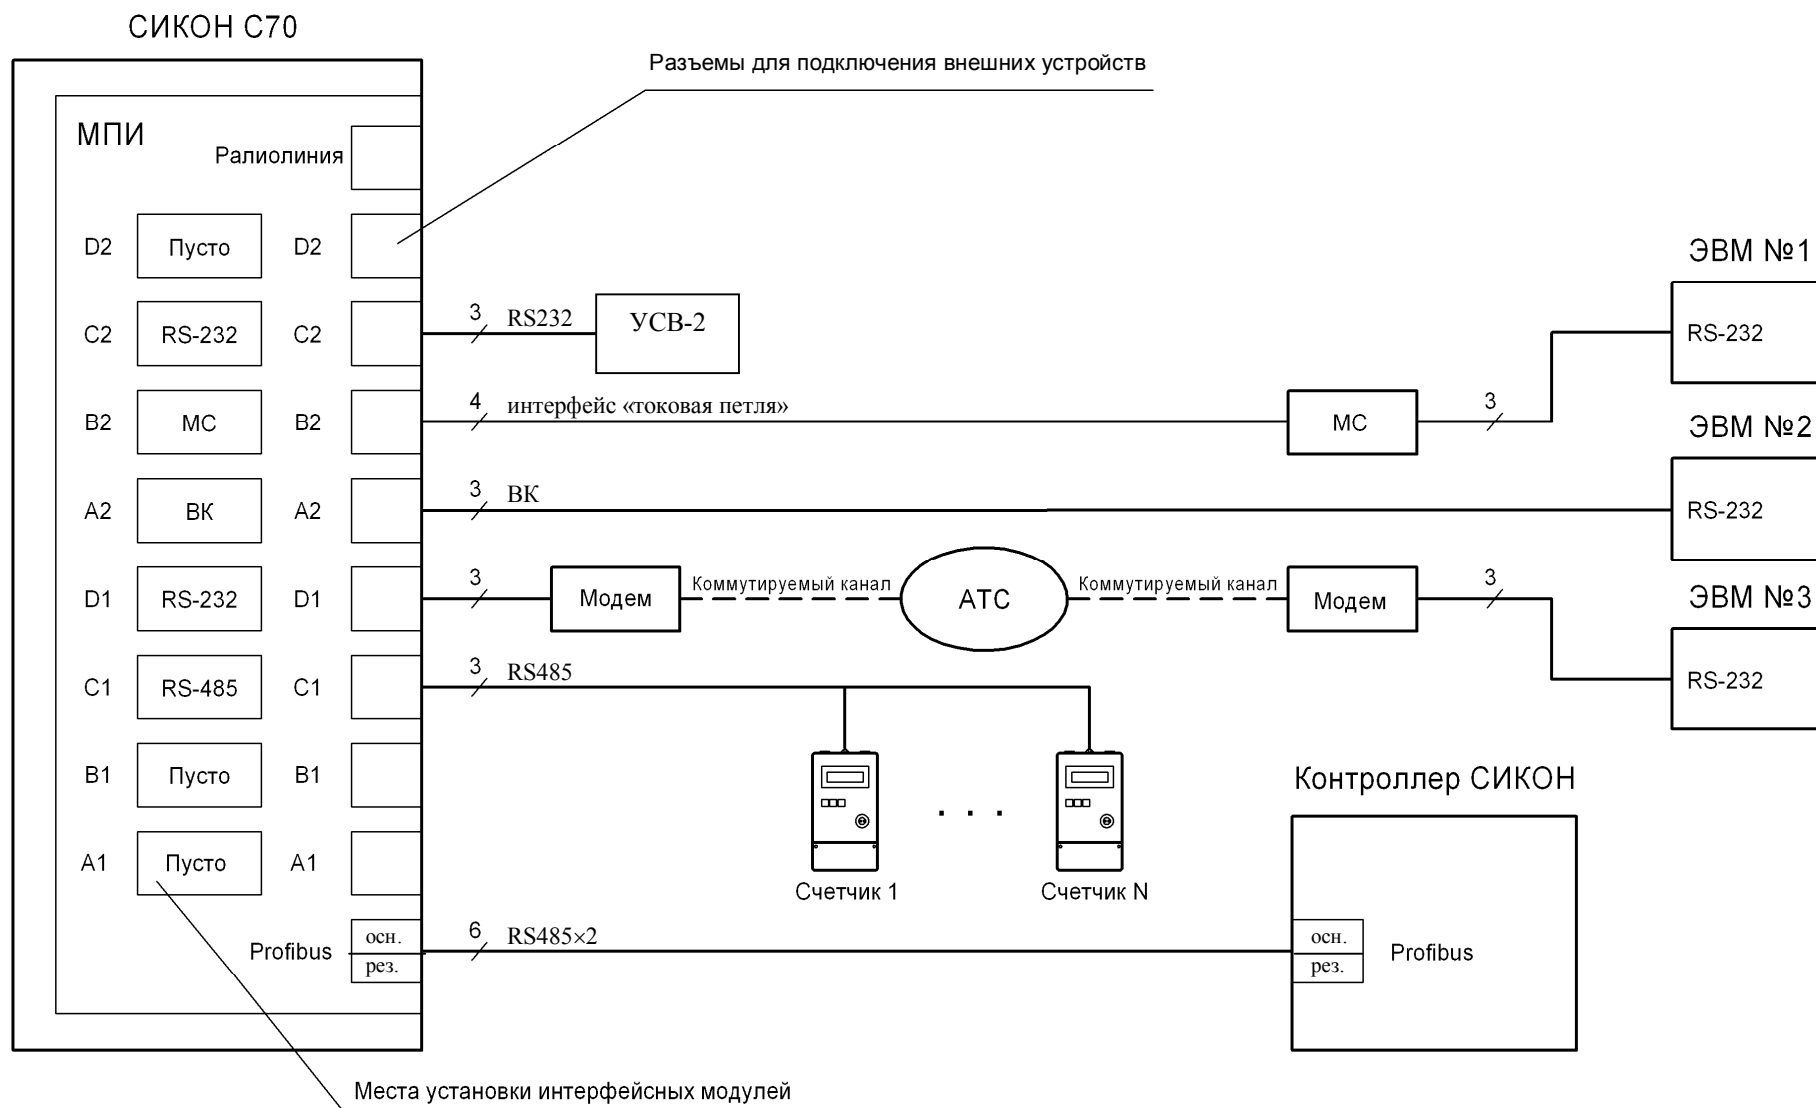 СИКОН С70
Разъемы для подключения внешних устройств
МПИ
Ралиолиния
D2 Пусто D2
ЭВМ №1
C2 RS-232 C2 3 RS232 УСВ-2 RS-232
B2 МС B2 4 интерфейс «токовая петля» МС 3
ЭВМ №2
A2 ВК A2 3 ВК RS-232
D1 RS-232 D1 3 Модем Коммутируемый канал АТС Коммутируемый канал Модем 3
ЭВМ №3
C1 RS-485 C1 3 RS485 RS-232
B1 Пусто B1
Контроллер СИКОН
. . .
A1 Пусто A1
Счетчик 1 Счетчик N
Profibus осн. 6 RS485×2 осн. Profibus
рез. рез.
Места установки интерфейсных модулей